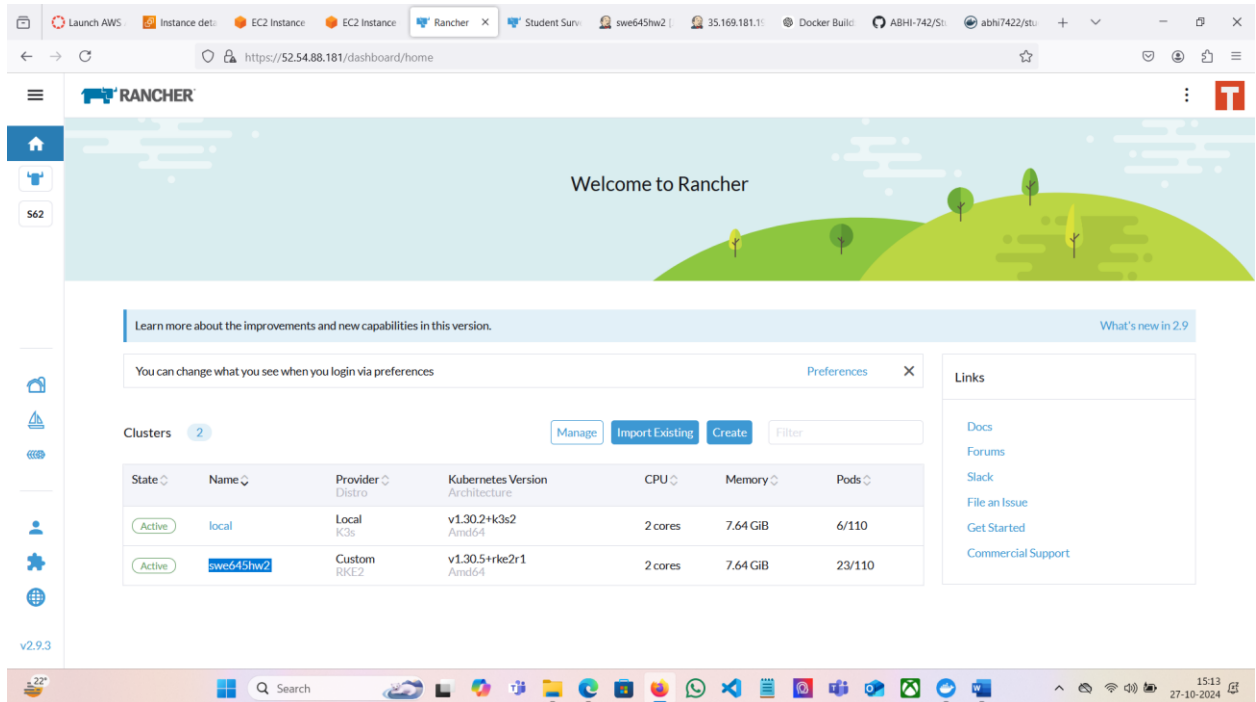 Launch AWS
Instance deta
EC2 Instance
EC2 Instance
Rancher
Student Surv
swe645hw2 [
35.169.181.19
Docker Build
ABHI-742/Stu
abhi7422/stu
https://52.54.88.181/dashboard/home
RANCHER
T
S62
Welcome to Rancher
Learn more about the improvements and new capabilities in this version. What's new in 2.9
You can change what you see when you login via preferences Preferences
Links
Docs
Forums
Slack
File an Issue
Get Started
Commercial Support
Clusters 2 Manage Import Existing Create Filter
State Name Provider Kubernetes Version CPU Memory Pods
Distro Architecture
Active local Local v1.30.2+k3s2 2 cores 7.64 GiB 6/110
K3s Amd64
Active swe645hw2 Custom v1.30.5+rke2r1 2 cores 7.64 GiB 23/110
RKE2 Amd64
v2.9.3
22°
Search
15:13
27-10-2024